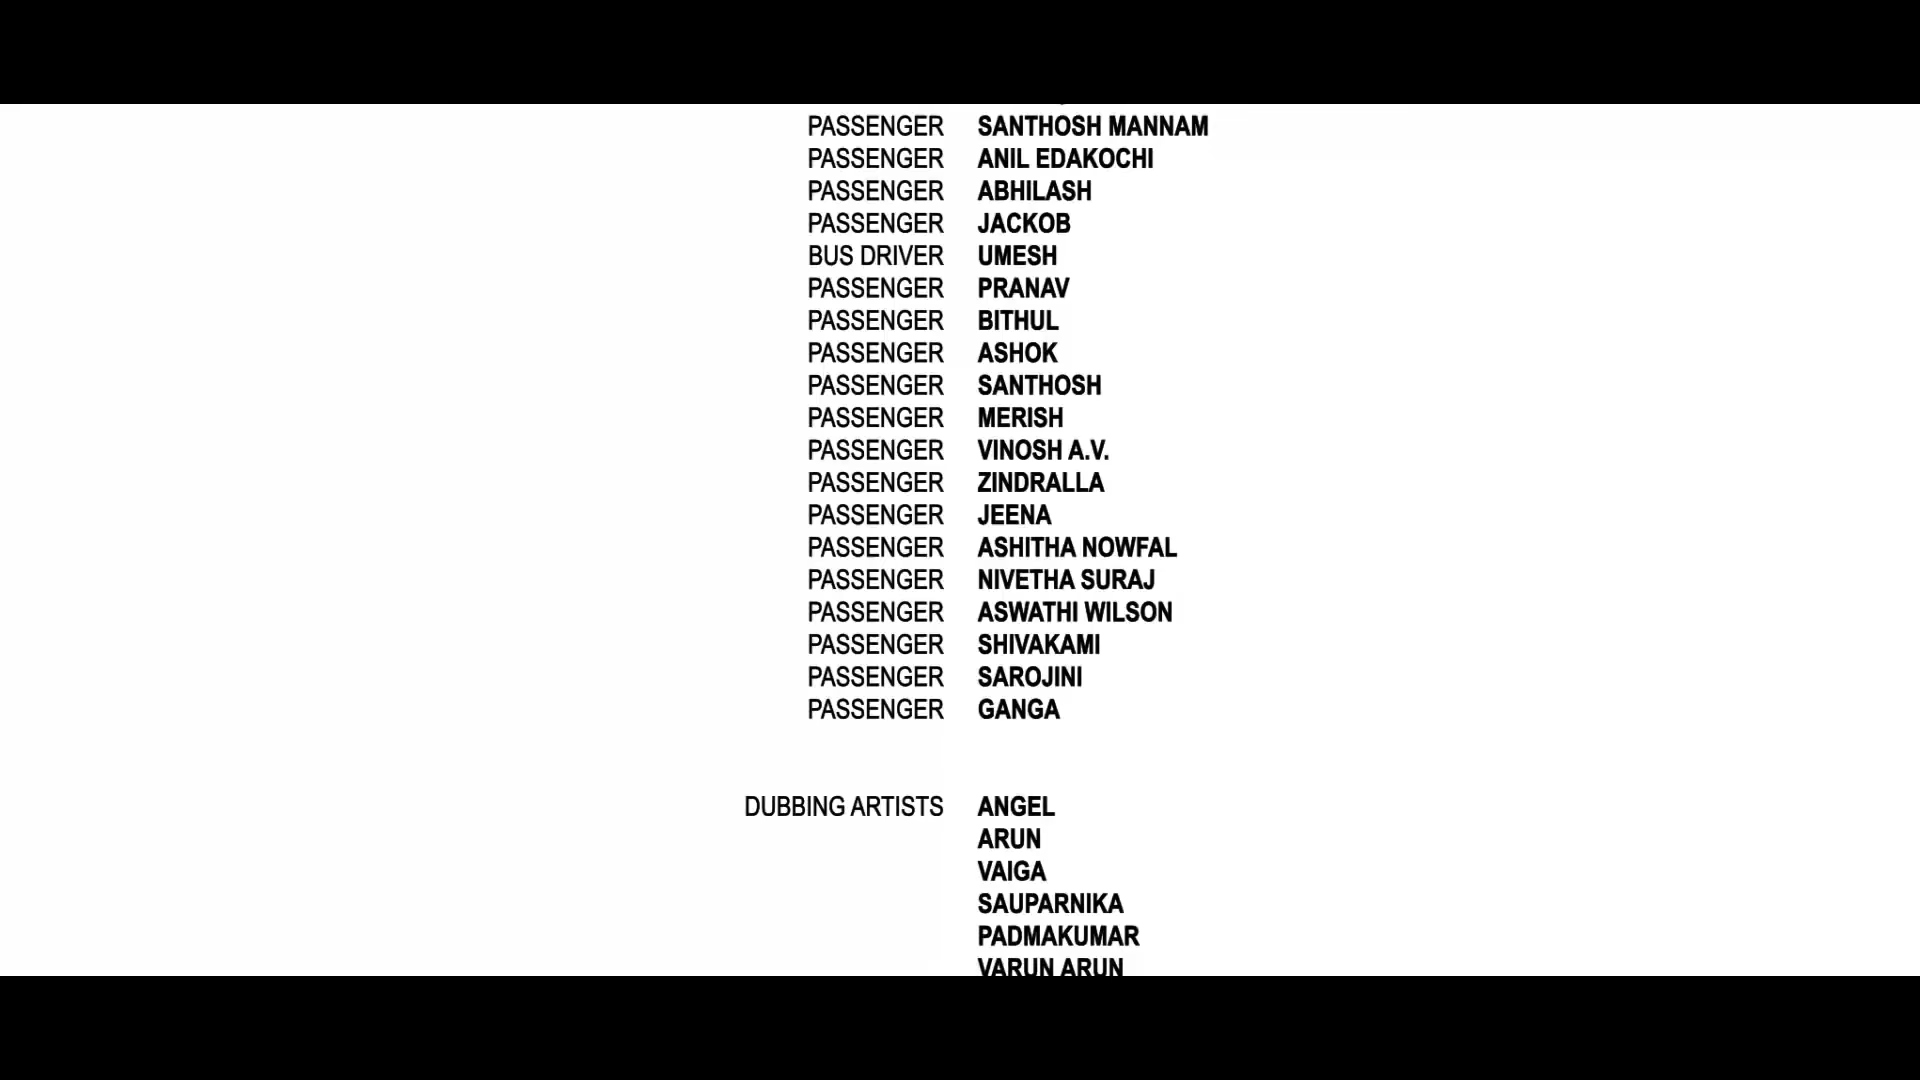 PASSENGER SANTHOSH MANNAM
PASSENGER ANIL EDAKOCHI
PASSENGER ABHILASH
PASSENGER JACKOB
BUS DRIVER UMESH
PASSENGER PRANAV
PASSENGER BITHUL
PASSENGER ASHOK
PASSENGER SANTHOSH
PASSENGER MERISH
PASSENGER VINOSH A.V.
PASSENGER ZINDRALLA
PASSENGER JEENA
PASSENGER ASHITHA NOWFAL
PASSENGER NIVETHA SURAJ
PASSENGER ASWATHI WILSON
PASSENGER SHIVAKAMI
PASSENGER SAROJINI
PASSENGER GANGA
DUBBING ARTISTS ANGEL
ARUN
VAIGA
SAUPARNIKA
PADMAKUMAR
VARUN ARUN